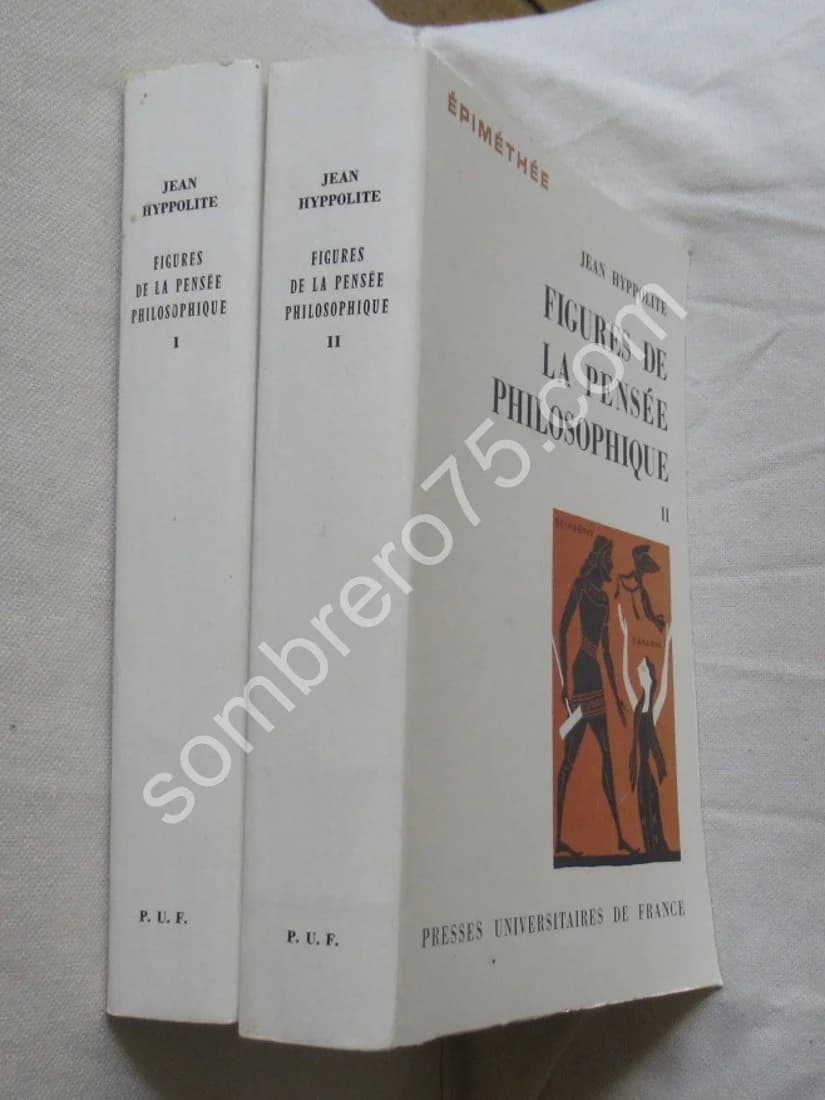 JEAN
HYPPOLITE
FIGURES
DE LA PENSÉE
PHILOSOPHIQUE
I
P. U. F.
JEAN
HYPPOLITE
FIGURES
DE LA PENSÉE
PHILOSOPHIQUE
II
P. U. F.
ÉPIMÉTHÉE
JEAN HYPPOLITE
FIGURES DE
LA PENSÉE
PHILOSOPHIQUE
II
PRESSES UNIVERSITAIRES DE FRANCE
sombrero75.com